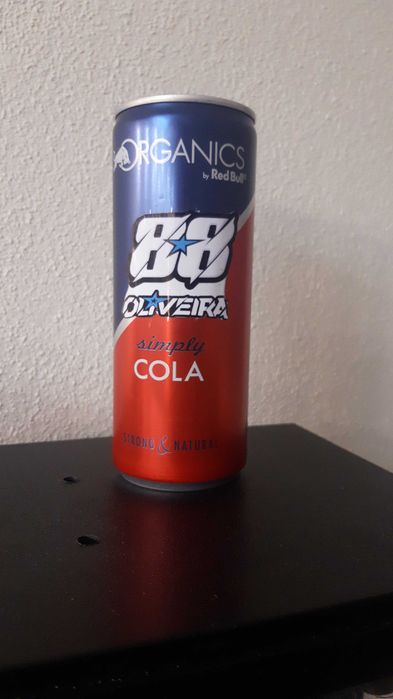 ORGANICS
by Red Bull®
88
OLIVEIRA
simply
COLA
STRONG & NATURAL